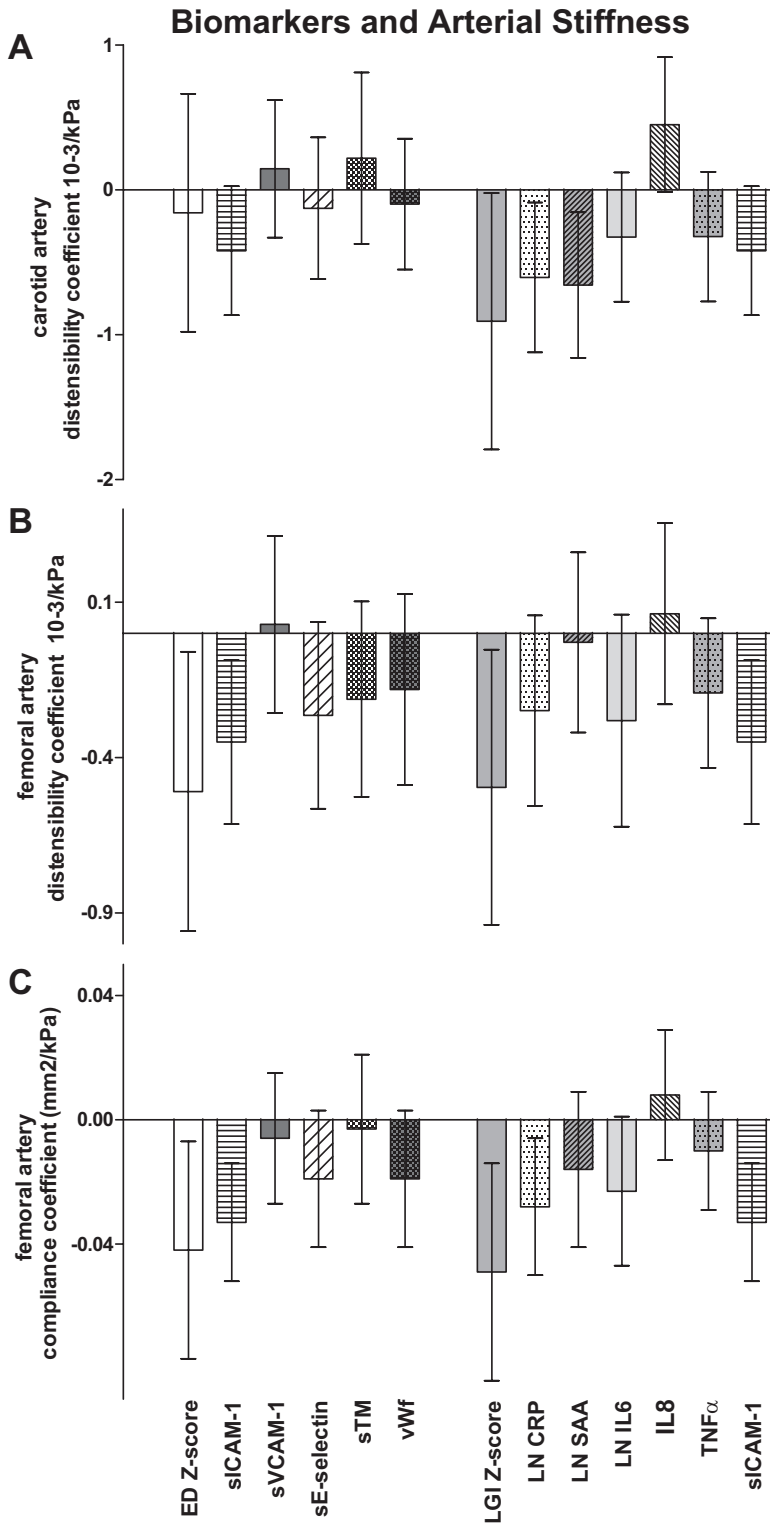 Biomarkers and Arterial Stiffness
A
carotid artery
distensibility coefficient 10-3/kPa
1
0
-1
-2
B
femoral artery
distensibility coefficient 10-3/kPa
0.1
-0.4
-0.9
C
femoral artery
compliance coefficient (mm2/kPa)
0.04
0.00
-0.04
ED Z-score
sICAM-1
sVCAM-1
sE-selectin
sTM
vWf
LGI Z-score
LN CRP
LN SAA
LN IL6
IL8
TNFα
sICAM-1